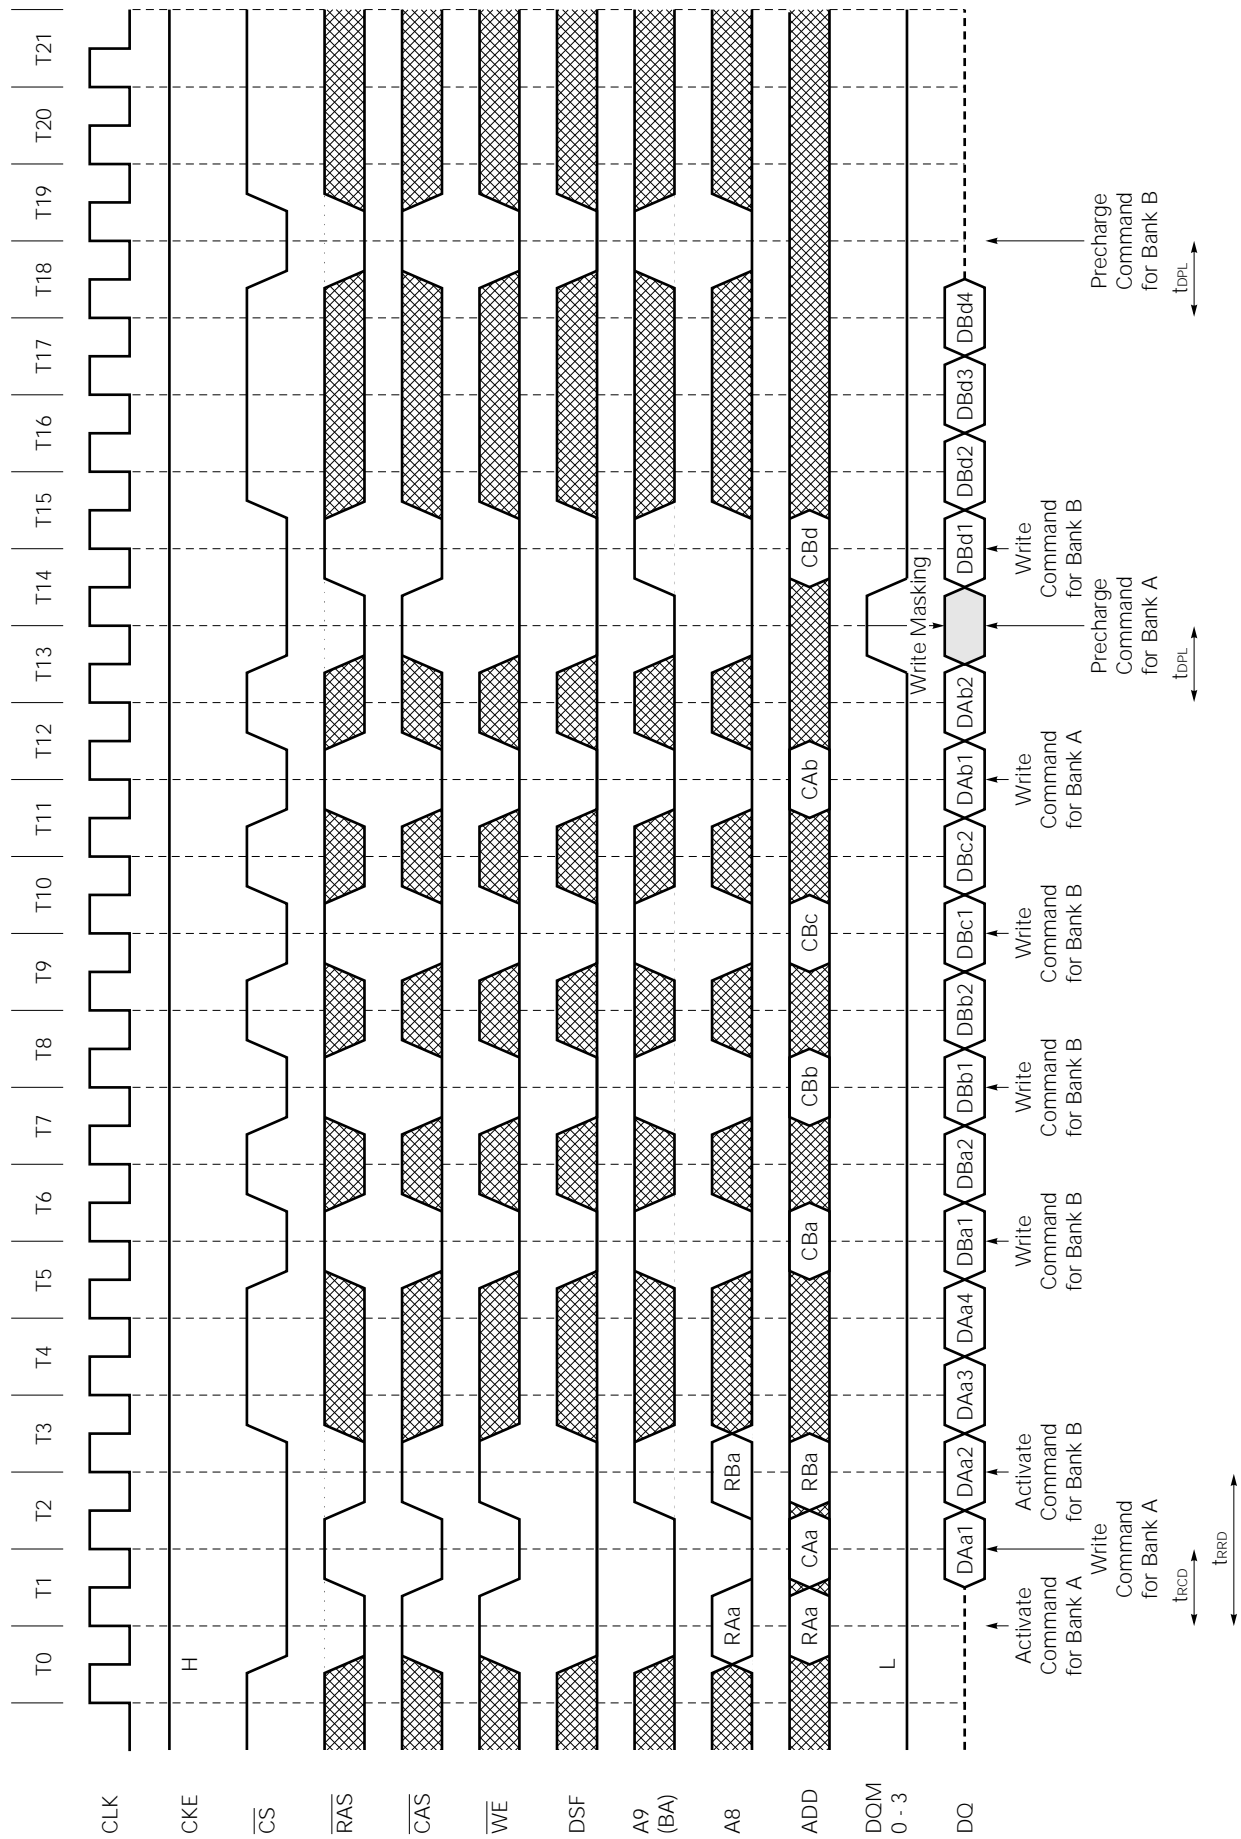 T0 T1 T2 T3 T4 T5 T6 T7 T8 T9 T10 T11 T12 T13 T14 T15 T16 T17 T18 T19 T20 T21
CLK
CKE
H
CS
RAS
CAS
WE
DSF
A9
(BA)
A8
RAa RBa
ADD
RAa CAa RBa CBa CBb CBc CAb CBd
DQM
0 - 3
L
Write Masking
DQ
DAa1 DAa2 DAa3 DAa4 DBa1 DBa2 DBb1 DBb2 DBc1 DBc2 DAb1 DAb2 DBd1 DBd2 DBd3 DBd4
Activate
Command
for Bank A
Write
Command
for Bank A
Activate
Command
for Bank B
Write
Command
for Bank B
Write
Command
for Bank B
Write
Command
for Bank B
Write
Command
for Bank A
Precharge
Command
for Bank A
Write
Command
for Bank B
Precharge
Command
for Bank B
tRCD
tRRD
tDPL
tDPL